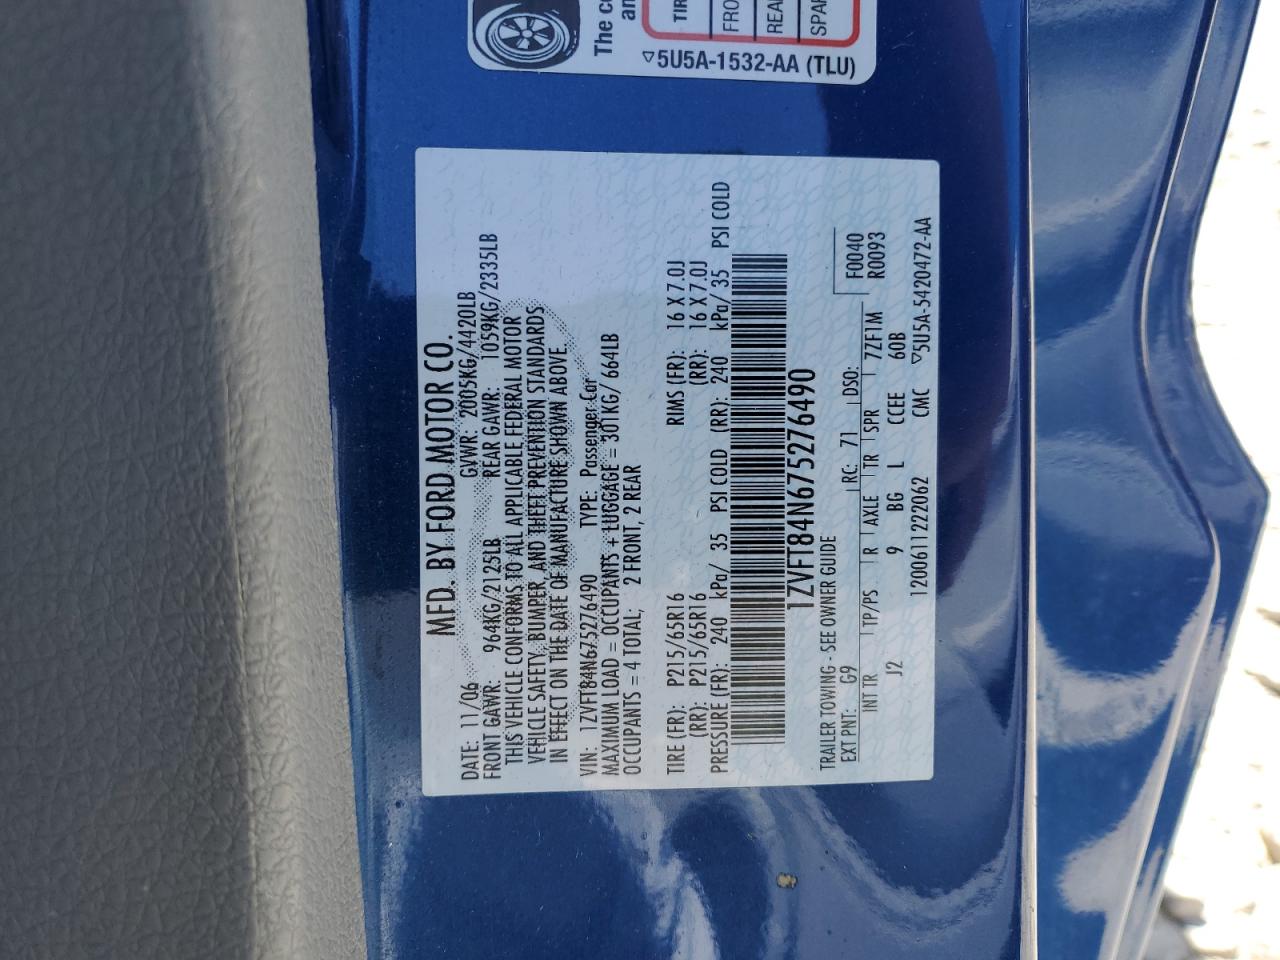 The co
an
TIR
FRO
REA
SPAR
▽5U5A-1532-AA (TLU)
MFD. BY FORD MOTOR CO.
DATE: 11/06 GVWR: 2005KG/4420LB
FRONT GAWR: 964KG/2125LB REAR GAWR: 1059KG/2335LB
THIS VEHICLE CONFORMS TO ALL APPLICABLE FEDERAL MOTOR
VEHICLE SAFETY, BUMPER, AND THEFT PREVENTION STANDARDS
IN EFFECT ON THE DATE OF MANUFACTURE SHOWN ABOVE.
VIN: 1ZVFT84N675276490 TYPE: Passenger Car
MAXIMUM LOAD = OCCUPANTS + LUGGAGE = 301KG/664LB
OCCUPANTS = 4 TOTAL, 2 FRONT, 2 REAR
TIRE (FR): P215/65R16 RIMS (FR): 16 X 7.0J
(RR): P215/65R16 (RR): 16 X 7.0J
PRESSURE (FR): 240 kPa/ 35 PSI COLD (RR): 240 kPa/ 35 PSI COLD
1ZVFT84N675276490
TRAILER TOWING - SEE OWNER GUIDE F0040
EXT PNT: G9 RC: 71 DSO: R0093
INT TR TP/PS R AXLE TR SPR 7ZF1M
J2 9 BG L CCEE 60B
1200611222062 CMC ▽5U5A-5420472-AA